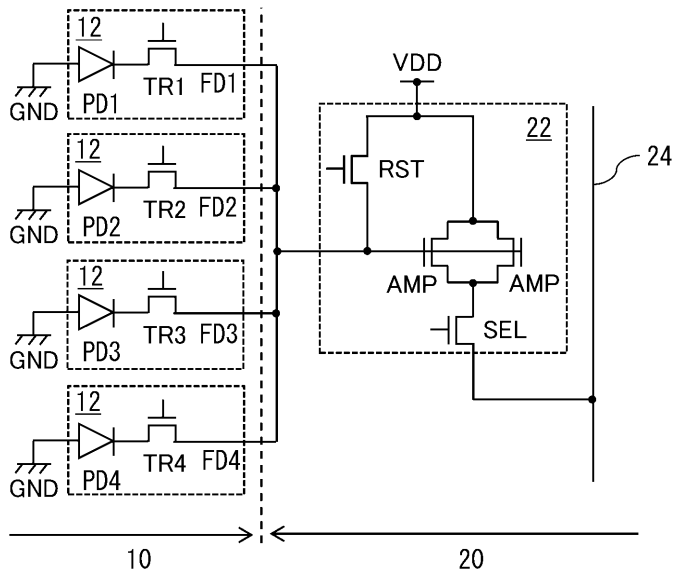 12
GND
PD1
TR1
FD1
12
GND
PD2
TR2
FD2
12
GND
PD3
TR3
FD3
12
GND
PD4
TR4
FD4
VDD
22
RST
AMP
AMP
SEL
24
10
20